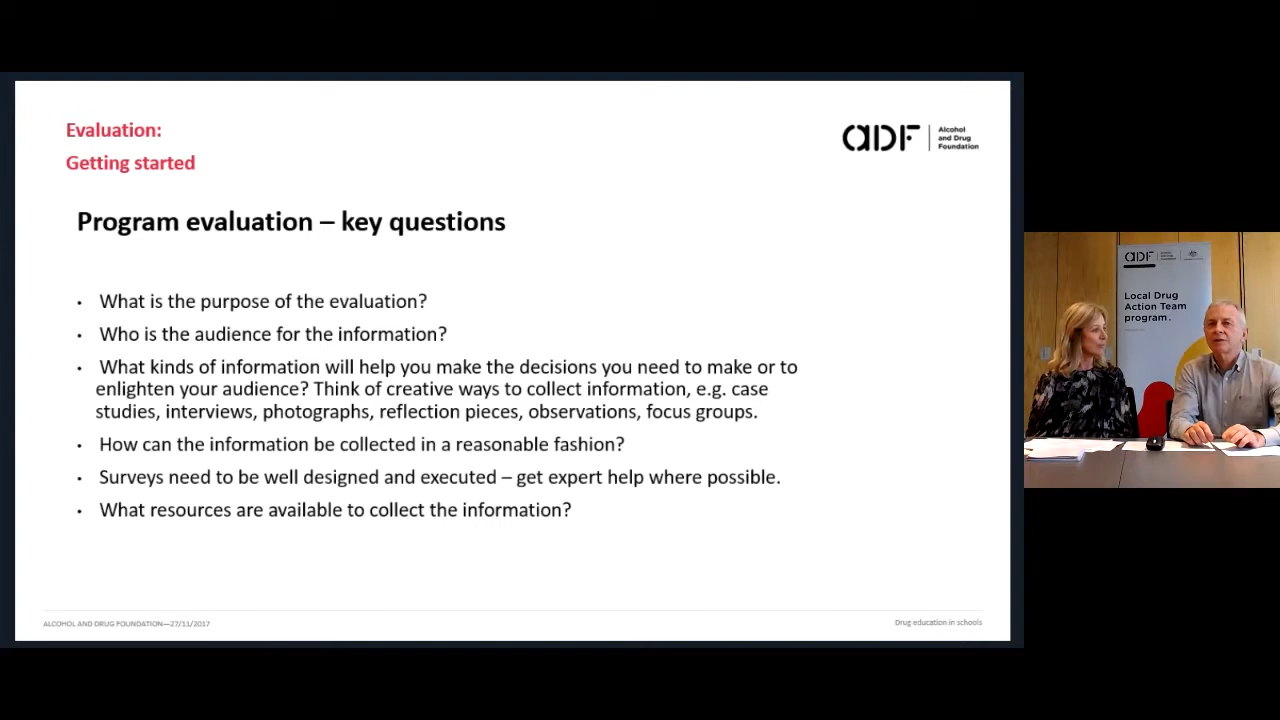 Evaluation:
Getting started
ADF
Alcohol
and Drug
Foundation
Program evaluation – key questions
• What is the purpose of the evaluation?
• Who is the audience for the information?
• What kinds of information will help you make the decisions you need to make or to
enlighten your audience? Think of creative ways to collect information, e.g. case
studies, interviews, photographs, reflection pieces, observations, focus groups.
• How can the information be collected in a reasonable fashion?
• Surveys need to be well designed and executed – get expert help where possible.
• What resources are available to collect the information?
ALCOHOL AND DRUG FOUNDATION—27/11/2017
Drug education in schools
ADF
Local Drug
Action Team
program.